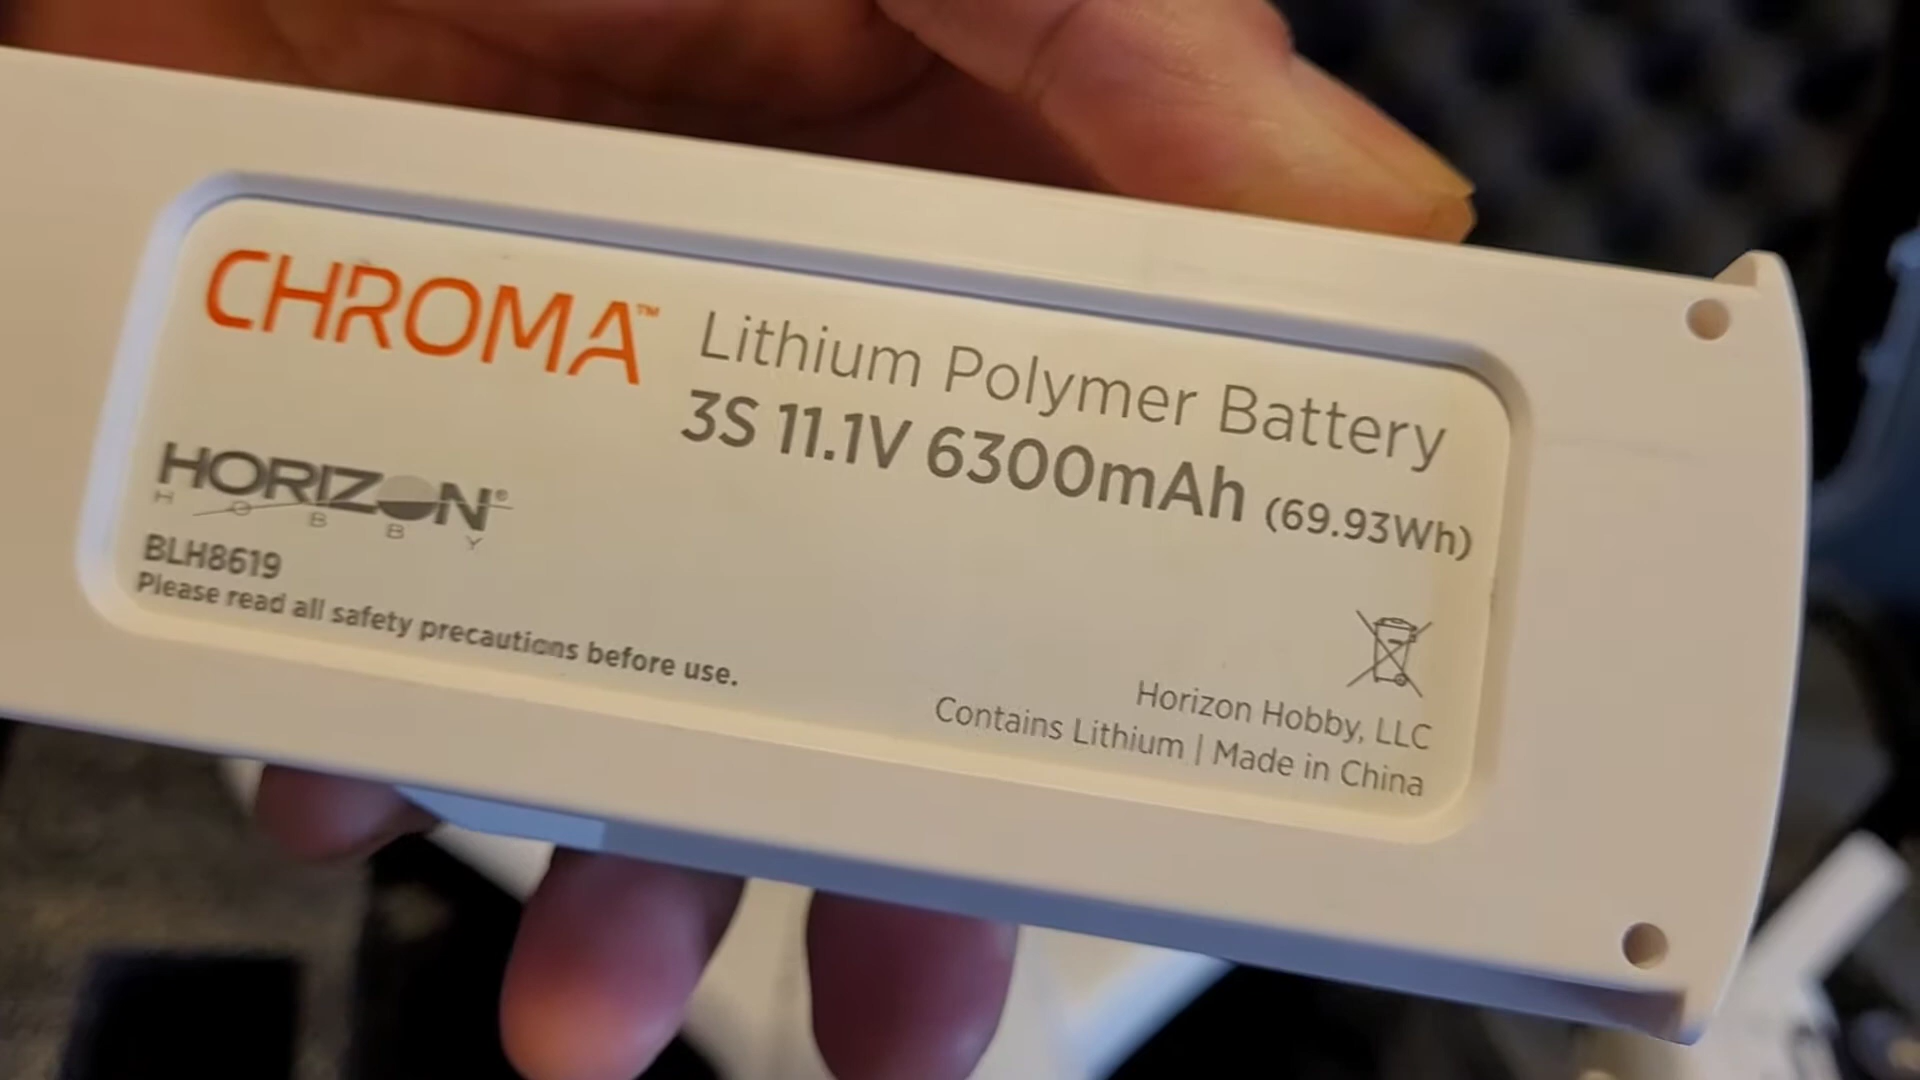 CHROMA™ Lithium Polymer Battery
3S 11.1V 6300mAh (69.93Wh)
HORIZON®
HOBBY
BLH8619
Please read all safety precautions before use.
Horizon Hobby, LLC
Contains Lithium | Made in China